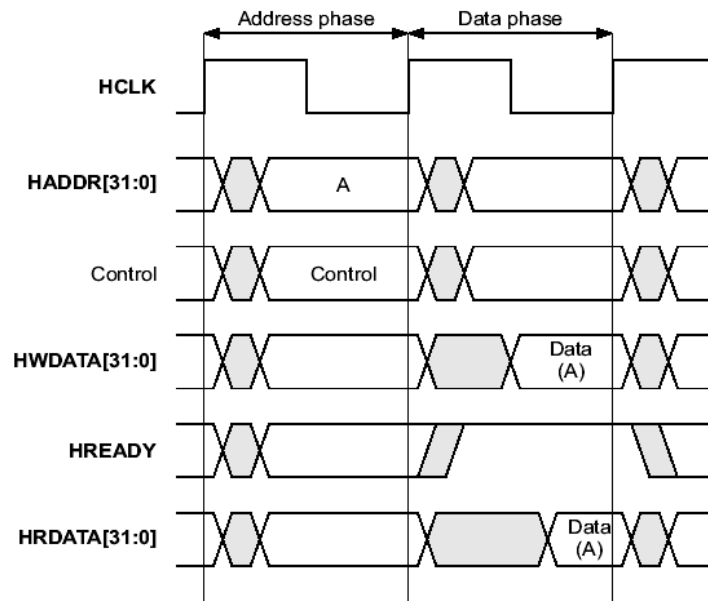 Address phase Data phase
HCLK
HADDR[31:0] A
Control Control
HWDATA[31:0] Data
(A)
HREADY
HRDATA[31:0] Data
(A)